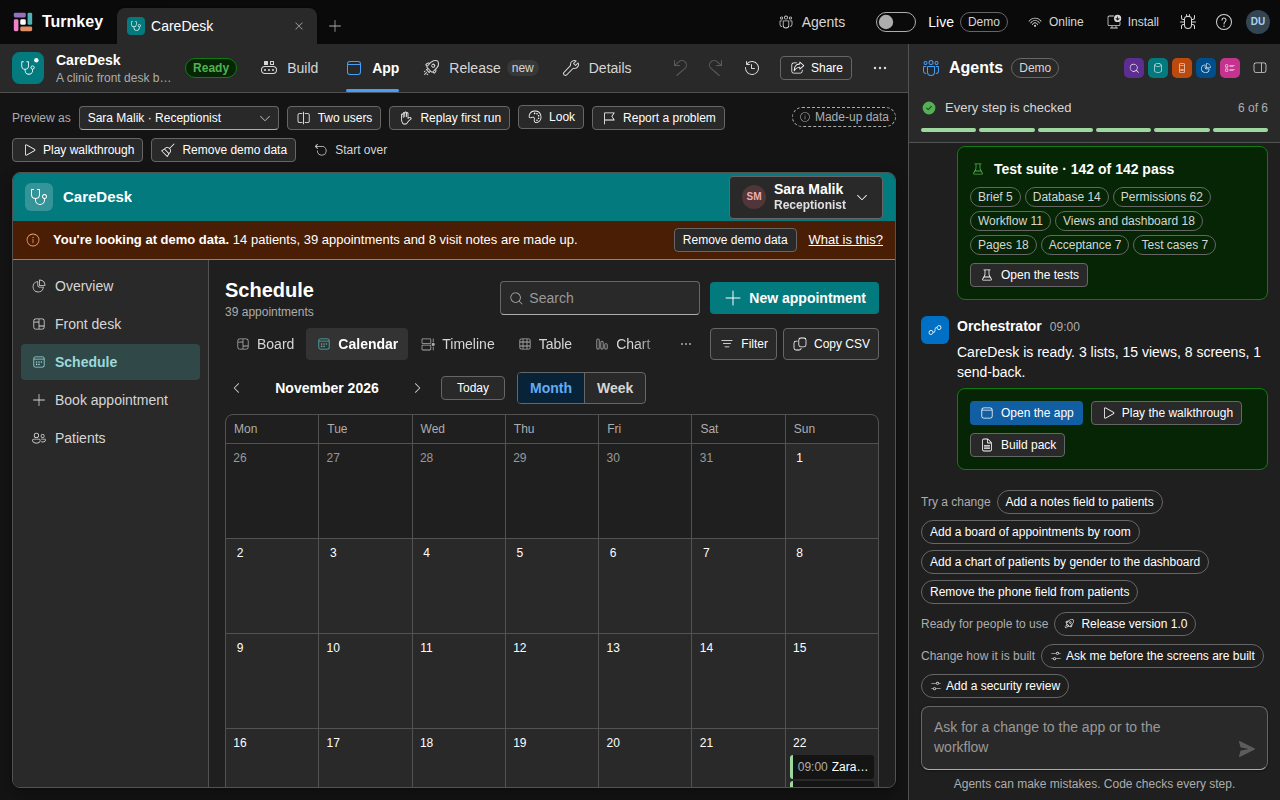 Turnkey
CareDesk
Agents
Live
Demo
Online
Install
DU
CareDesk
A clinic front desk b…
Ready
Build
App
Release new
Details
Share
Agents
Demo
Preview as
Sara Malik · Receptionist
Two users
Replay first run
Look
Report a problem
Made-up data
Play walkthrough
Remove demo data
Start over
CareDesk
SM
Sara Malik
Receptionist
You're looking at demo data. 14 patients, 39 appointments and 8 visit notes are made up.
Remove demo data
What is this?
Overview
Front desk
Schedule
Book appointment
Patients
Schedule
39 appointments
Search
New appointment
Board
Calendar
Timeline
Table
Chart
Filter
Copy CSV
November 2026
Today
Month
Week
Mon Tue Wed Thu Fri Sat Sun
26 27 28 29 30 31 1
2 3 4 5 6 7 8
9 10 11 12 13 14 15
16 17 18 19 20 21 22
09:00 Zara…
Every step is checked
6 of 6
Test suite · 142 of 142 pass
Brief 5
Database 14
Permissions 62
Workflow 11
Views and dashboard 18
Pages 18
Acceptance 7
Test cases 7
Open the tests
Orchestrator 09:00
CareDesk is ready. 3 lists, 15 views, 8 screens, 1
send-back.
Open the app
Play the walkthrough
Build pack
Try a change
Add a notes field to patients
Add a board of appointments by room
Add a chart of patients by gender to the dashboard
Remove the phone field from patients
Ready for people to use
Release version 1.0
Change how it is built
Ask me before the screens are built
Add a security review
Ask for a change to the app or to the
workflow
Agents can make mistakes. Code checks every step.